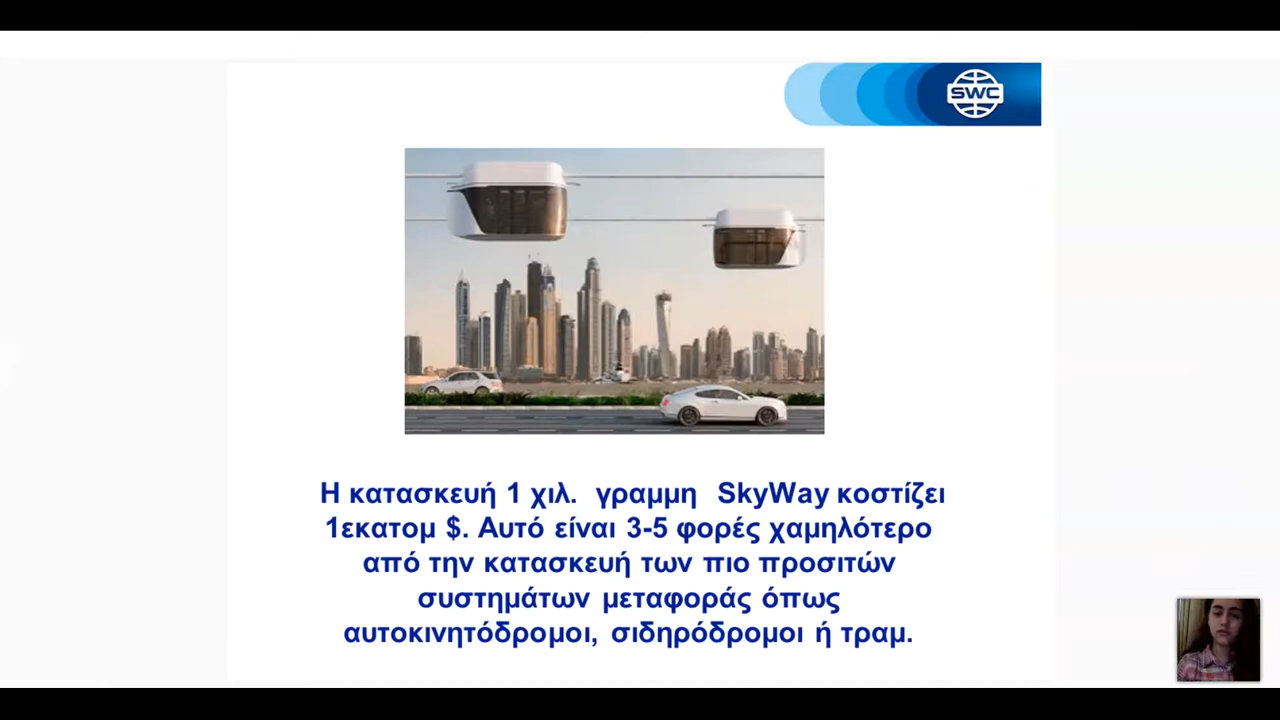 SWC
Η κατασκευή 1 χιλ. γραμμη SkyWay κοστίζει
1εκατομ $. Αυτό είναι 3-5 φορές χαμηλότερο
από την κατασκευή των πιο προσιτών
συστημάτων μεταφοράς όπως
αυτοκινητόδρομοι, σιδηρόδρομοι ή τραμ.